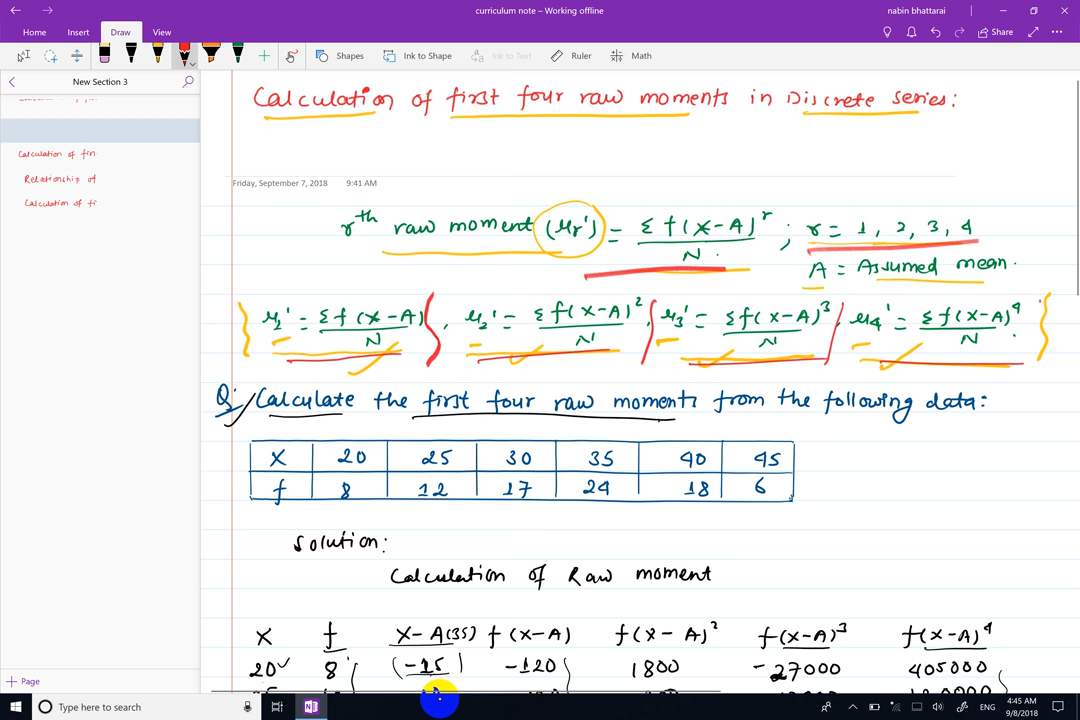 curriculum note – Working offline
nabin bhattarai
Home Insert Draw View
Share
Shapes Ink to Shape Ink to Text Ruler Math
New Section 3
Calculation of fin
Relationship of
Calculation of fi
Calculation of first four raw moments in Discrete series:
Friday, September 7, 2018 9:41 AM
rth raw moment (μr') = Σf(x-A)^r / N ; r = 1, 2, 3, 4
A = Assumed mean.
μ1' = Σf(x-A) / N , μ2' = Σf(x-A)² / N , μ3' = Σf(x-A)³ / N , μ4' = Σf(x-A)⁴ / N
Q: Calculate the first four raw moments from the following data:
X 20 25 30 35 40 45
f 8 12 17 24 18 6
Solution:
Calculation of Raw moment
X f X-A(35) f(x-A) f(x-A)² f(x-A)³ f(x-A)⁴
20 8 (-15) -120 1800 -27000 405000
+ Page
Type here to search
ENG
4:45 AM
9/8/2018